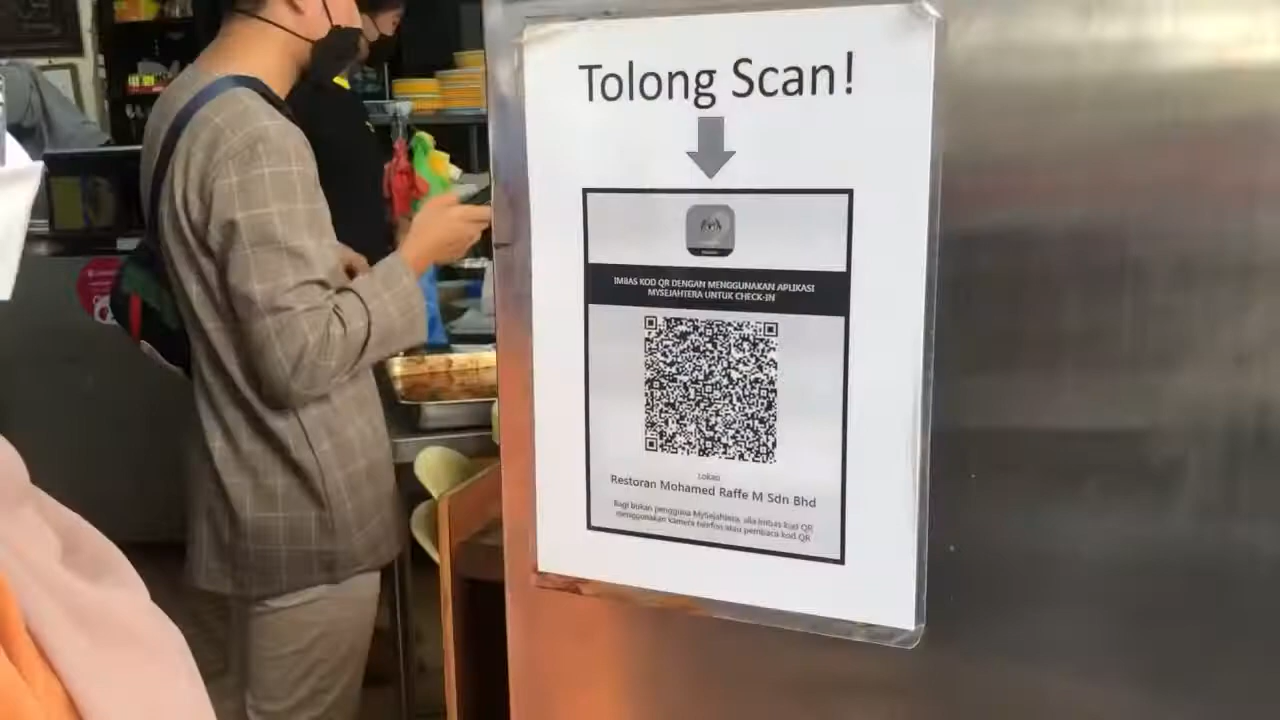 Tolong Scan!
IMBAS KOD QR DENGAN MENGGUNAKAN APLIKASI
MYSEJAHTERA UNTUK CHECK-IN
Lokasi
Restoran Mohamed Raffe M Sdn Bhd
Bagi bukan pengguna MySejahtera, sila imbas kod QR
menggunakan kamera telefon atau pembaca kod QR